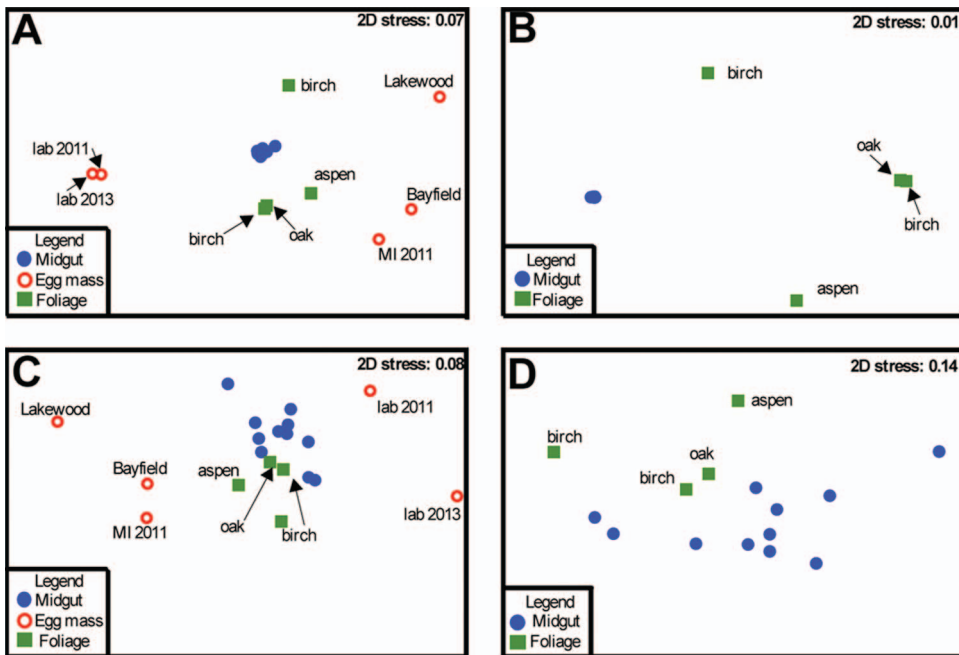 A
2D stress: 0.07
birch
Lakewood
lab 2011
lab 2013
aspen
Bayfield
birch
oak
MI 2011
Legend
Midgut
Egg mass
Foliage
B
2D stress: 0.01
birch
oak
birch
aspen
Legend
Midgut
Foliage
C
2D stress: 0.08
Lakewood
lab 2011
Bayfield
aspen
MI 2011
oak
birch
lab 2013
Legend
Midgut
Egg mass
Foliage
D
2D stress: 0.14
aspen
birch
oak
birch
Legend
Midgut
Foliage